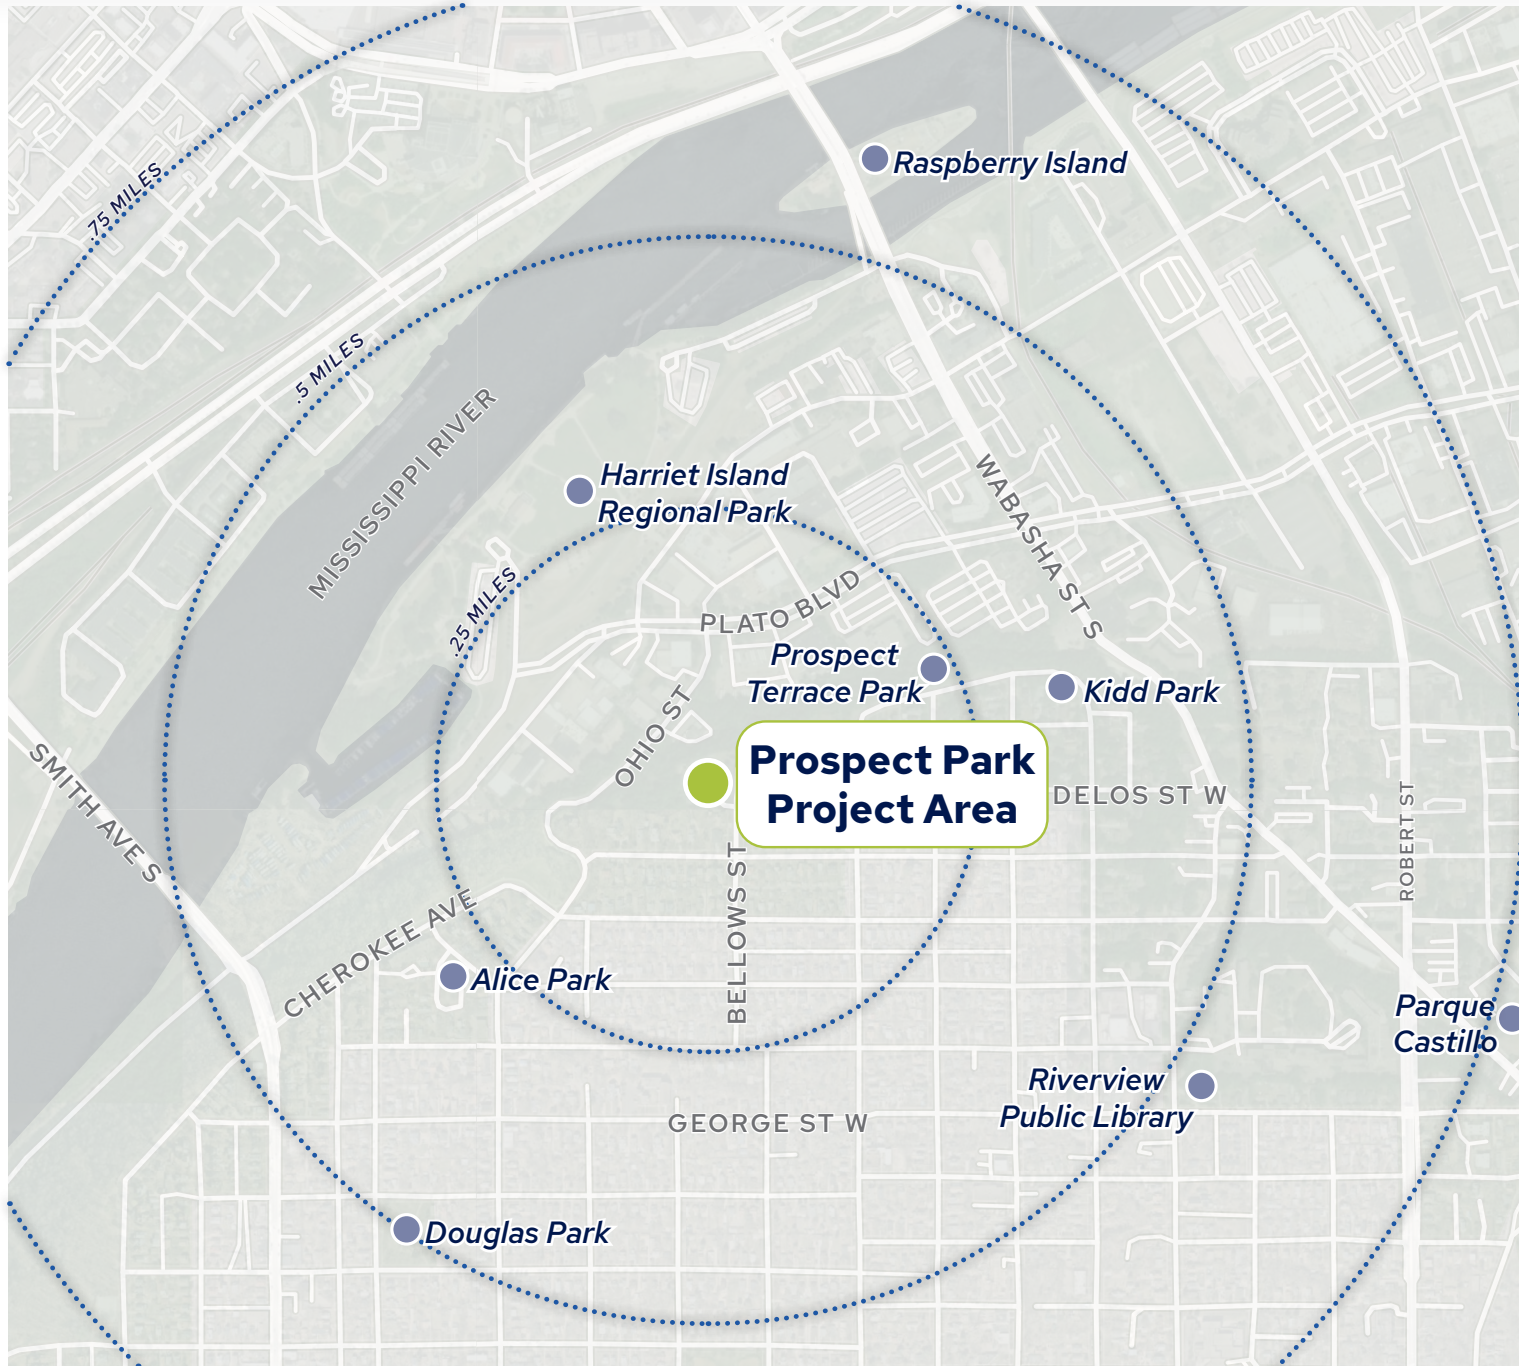 Raspberry Island
.75 MILES
.5 MILES
MISSISSIPPI RIVER
Harriet Island
Regional Park
WABASHA ST S
.25 MILES
PLATO BLVD
Prospect
Terrace Park
Kidd Park
OHIO ST
Prospect Park
Project Area
DELOS ST W
SMITH AVE S
ROBERT ST
BELLOWS ST
CHEROKEE AVE
Alice Park
Parque
Castillo
Riverview
Public Library
GEORGE ST W
Douglas Park